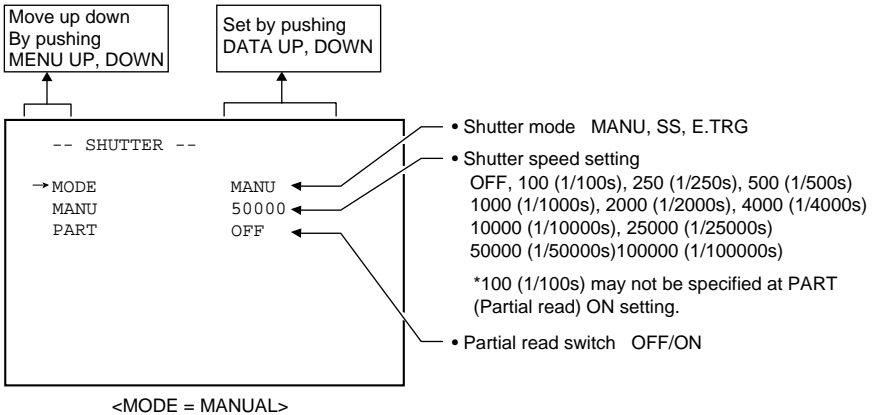 Move up down
By pushing
MENU UP, DOWN
Set by pushing
DATA UP, DOWN
-- SHUTTER --
→MODE MANU
MANU 50000
PART OFF
• Shutter mode MANU, SS, E.TRG
• Shutter speed setting
OFF, 100 (1/100s), 250 (1/250s), 500 (1/500s)
1000 (1/1000s), 2000 (1/2000s), 4000 (1/4000s)
10000 (1/10000s), 25000 (1/25000s)
50000 (1/50000s)100000 (1/100000s)
*100 (1/100s) may not be specified at PART
(Partial read) ON setting.
• Partial read switch OFF/ON
<MODE = MANUAL>